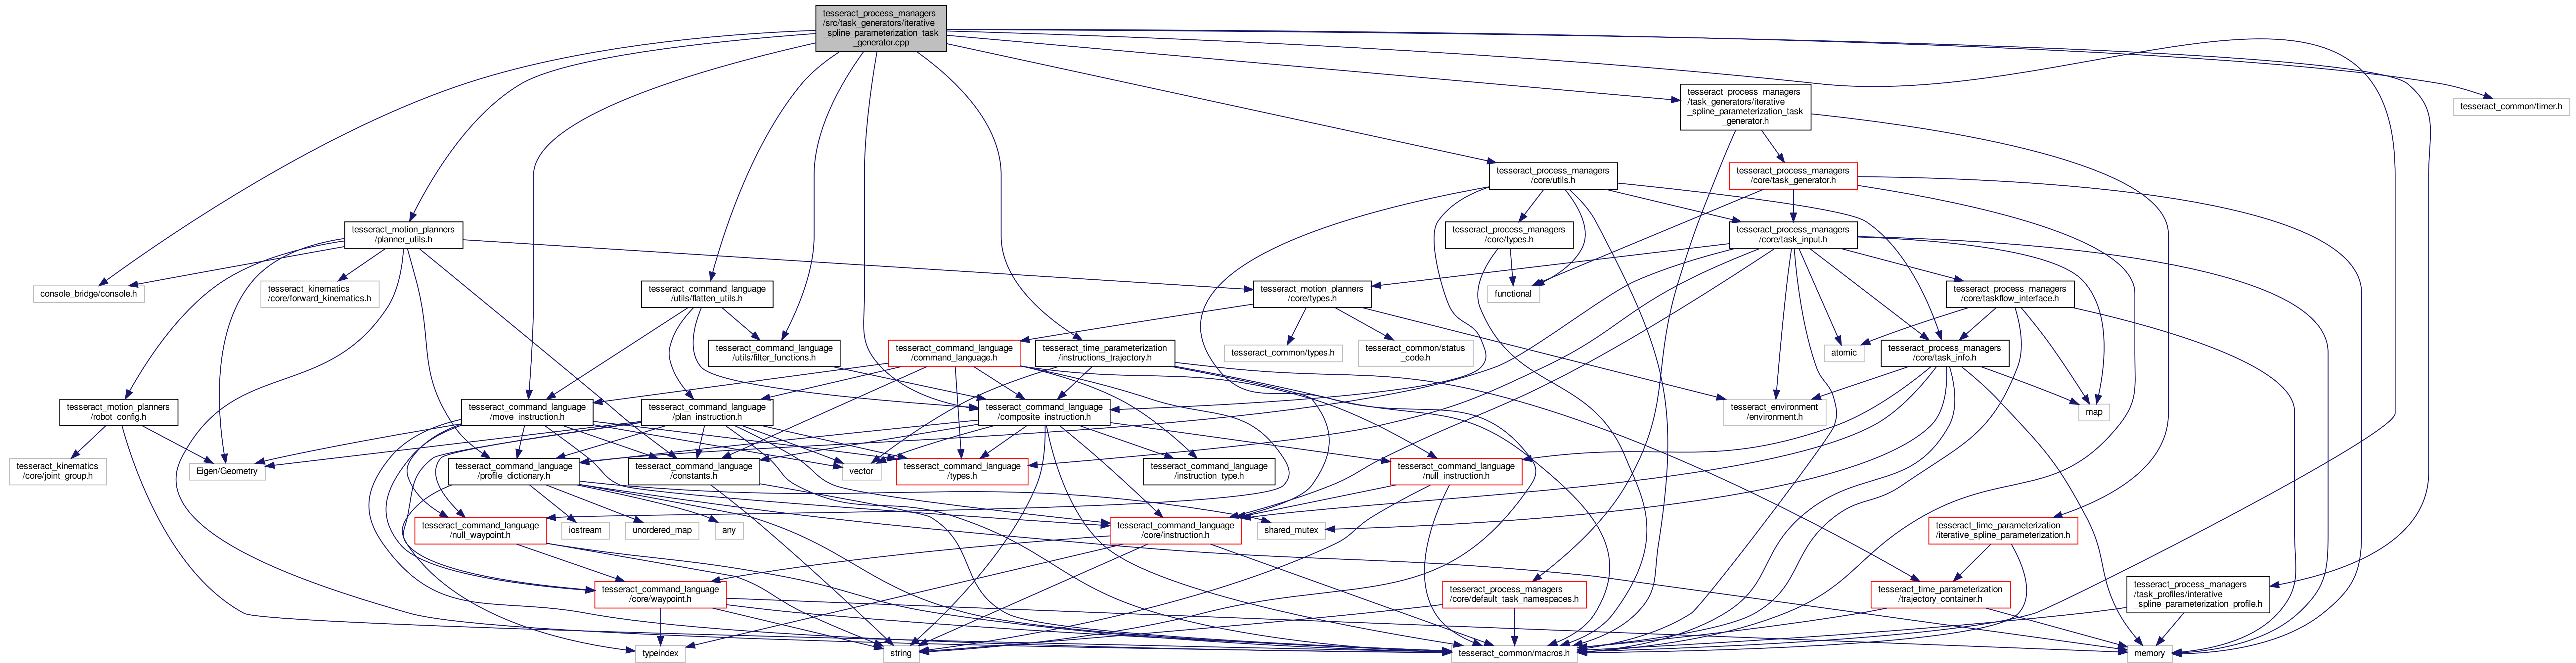 tesseract_process_managers
/src/task_generators/iterative
_spline_parameterization_task
_generator.cpp
tesseract_process_managers
/task_generators/iterative
_spline_parameterization_task
_generator.h
tesseract_common/timer.h
tesseract_process_managers
/core/utils.h
tesseract_process_managers
/core/task_generator.h
tesseract_motion_planners
/planner_utils.h
tesseract_process_managers
/core/types.h
tesseract_process_managers
/core/task_input.h
console_bridge/console.h
tesseract_kinematics
/core/forward_kinematics.h
tesseract_command_language
/utils/flatten_utils.h
tesseract_motion_planners
/core/types.h
functional
tesseract_process_managers
/core/taskflow_interface.h
tesseract_command_language
/utils/filter_functions.h
tesseract_command_language
/command_language.h
tesseract_time_parameterization
/instructions_trajectory.h
tesseract_common/types.h
tesseract_common/status
_code.h
atomic
tesseract_process_managers
/core/task_info.h
tesseract_motion_planners
/robot_config.h
tesseract_command_language
/move_instruction.h
tesseract_command_language
/plan_instruction.h
tesseract_command_language
/composite_instruction.h
tesseract_environment
/environment.h
map
tesseract_kinematics
/core/joint_group.h
Eigen/Geometry
tesseract_command_language
/profile_dictionary.h
tesseract_command_language
/constants.h
vector
tesseract_command_language
/types.h
tesseract_command_language
/instruction_type.h
tesseract_command_language
/null_instruction.h
tesseract_command_language
/null_waypoint.h
iostream
unordered_map
any
tesseract_command_language
/core/instruction.h
shared_mutex
tesseract_time_parameterization
/iterative_spline_parameterization.h
tesseract_command_language
/core/waypoint.h
tesseract_process_managers
/core/default_task_namespaces.h
tesseract_time_parameterization
/trajectory_container.h
tesseract_process_managers
/task_profiles/interative
_spline_parameterization_profile.h
typeindex
string
tesseract_common/macros.h
memory